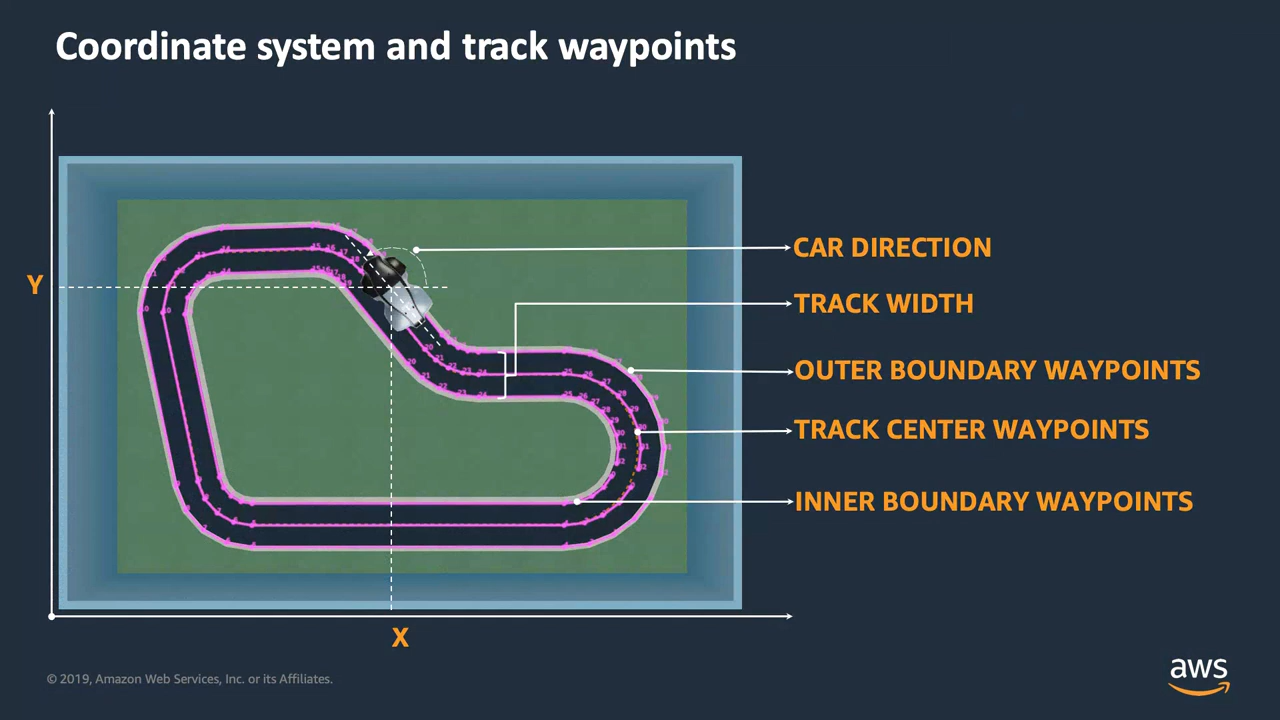 Coordinate system and track waypoints
CAR DIRECTION
Y
TRACK WIDTH
OUTER BOUNDARY WAYPOINTS
TRACK CENTER WAYPOINTS
INNER BOUNDARY WAYPOINTS
X
© 2019, Amazon Web Services, Inc. or its Affiliates.
aws